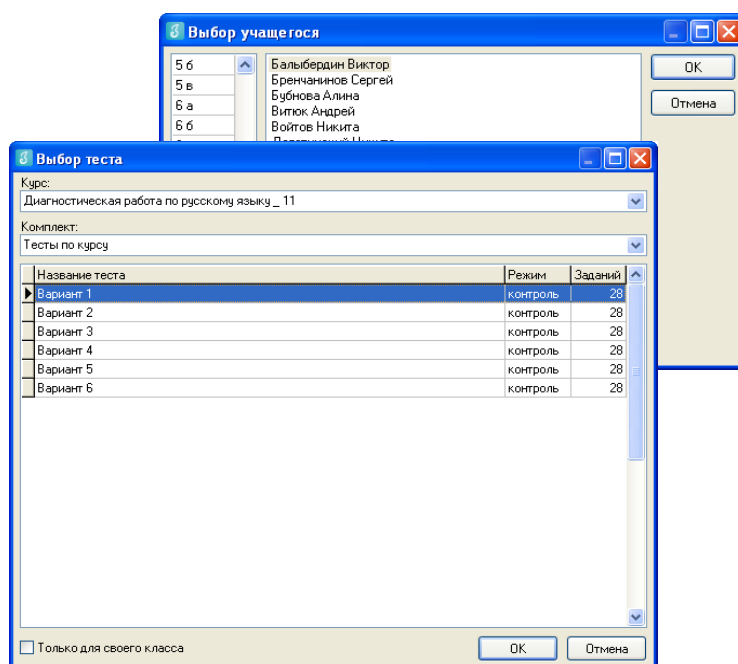 Выбор учащегося
5 б
5 в
6 а
6 б
Балыбердин Виктор
Бренчанинов Сергей
Бубнова Алина
Витюк Андрей
Войтов Никита
OK
Отмена
Выбор теста
Курс:
Диагностическая работа по русскому языку _ 11
Комплект:
Тесты по курсу
Название теста Режим Заданий
Вариант 1 контроль 28
Вариант 2 контроль 28
Вариант 3 контроль 28
Вариант 4 контроль 28
Вариант 5 контроль 28
Вариант 6 контроль 28
Только для своего класса
OK
Отмена